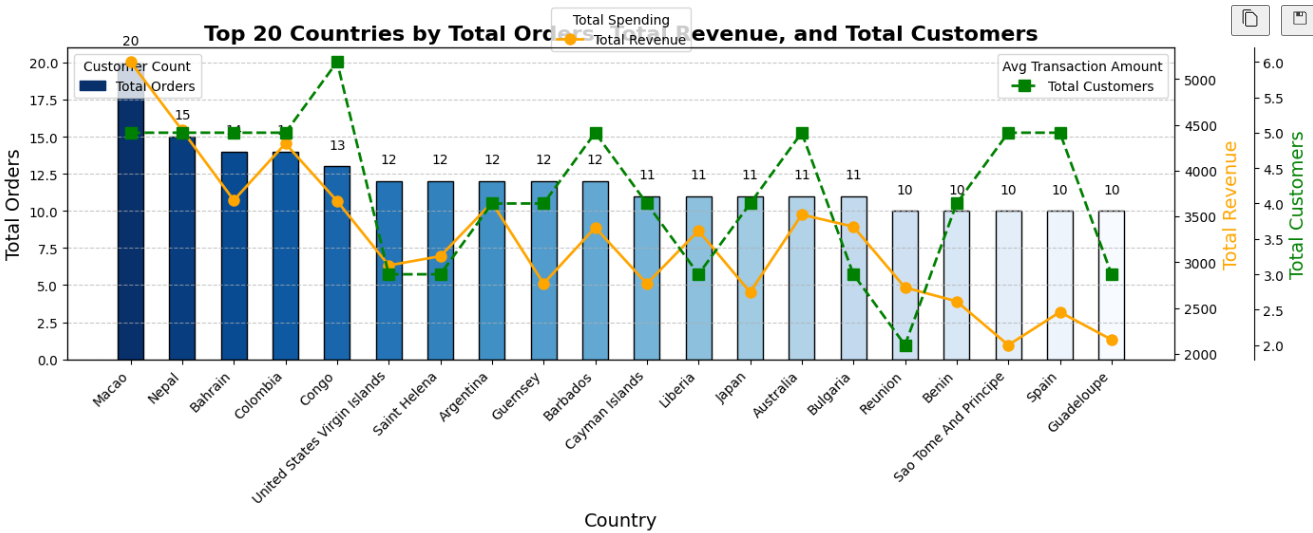 Top 20 Countries by Total Orders, Total Revenue, and Total Customers
Total Spending
Total Revenue
Customer Count
Total Orders
Avg Transaction Amount
Total Customers
Total Orders
20.0
17.5
15.0
12.5
10.0
7.5
5.0
2.5
0.0
20
15
14
14
13
12
12
12
12
12
11
11
11
11
11
10
10
10
10
10
5000
4500
4000
3500
3000
2500
2000
Total Revenue
6.0
5.5
5.0
4.5
4.0
3.5
3.0
2.5
2.0
Total Customers
Macao
Nepal
Bahrain
Colombia
Congo
United States Virgin Islands
Saint Helena
Argentina
Guernsey
Barbados
Cayman Islands
Liberia
Japan
Australia
Bulgaria
Reunion
Benin
Sao Tome And Principe
Spain
Guadeloupe
Country